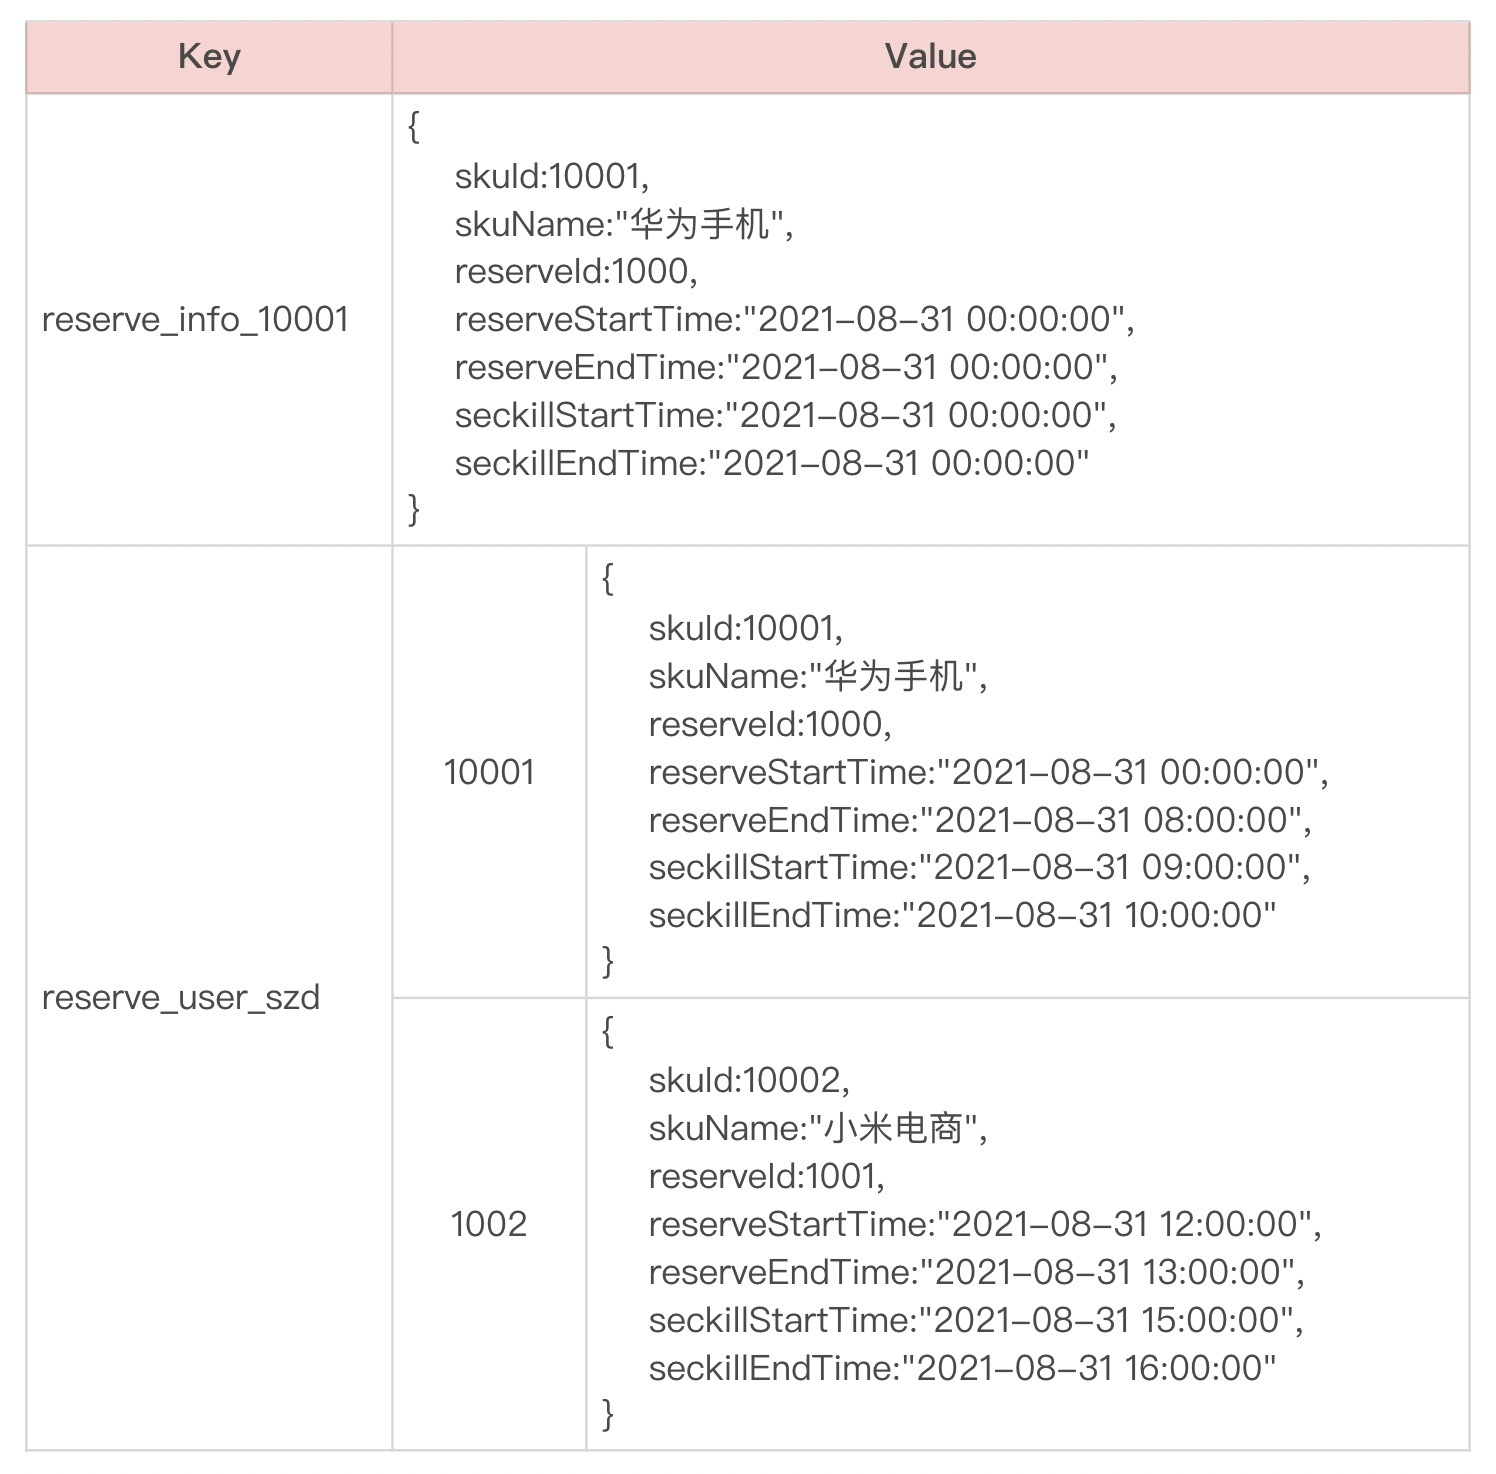 Key
Value
reserve_info_10001
{
skuId:10001,
skuName:"华为手机",
reserveId:1000,
reserveStartTime:"2021–08–31 00:00:00",
reserveEndTime:"2021–08–31 00:00:00",
seckillStartTime:"2021–08–31 00:00:00",
seckillEndTime:"2021–08–31 00:00:00"
}
reserve_user_szd
10001
{
skuId:10001,
skuName:"华为手机",
reserveId:1000,
reserveStartTime:"2021–08–31 00:00:00",
reserveEndTime:"2021–08–31 08:00:00",
seckillStartTime:"2021–08–31 09:00:00",
seckillEndTime:"2021–08–31 10:00:00"
}
1002
{
skuId:10002,
skuName:"小米电商",
reserveId:1001,
reserveStartTime:"2021–08–31 12:00:00",
reserveEndTime:"2021–08–31 13:00:00",
seckillStartTime:"2021–08–31 15:00:00",
seckillEndTime:"2021–08–31 16:00:00"
}